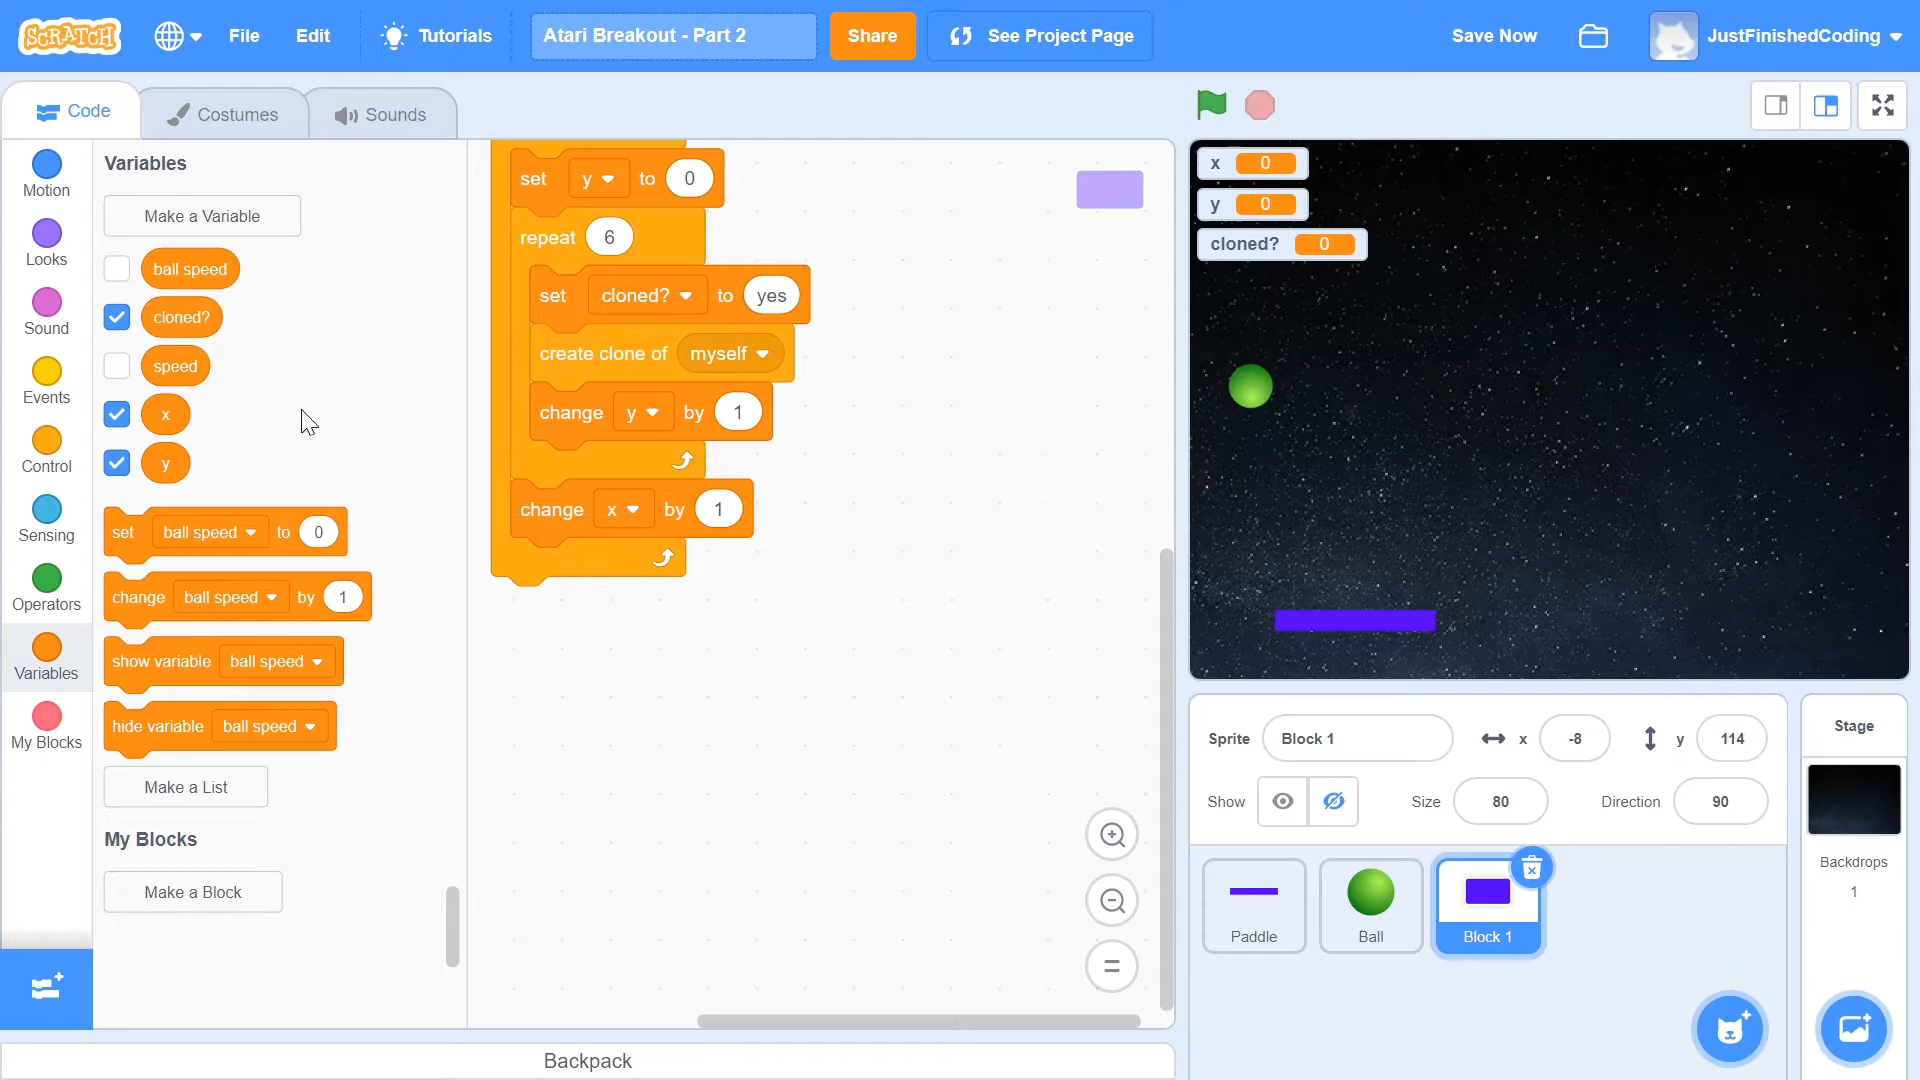 SCRATCH File Edit Tutorials Atari Breakout - Part 2 Share See Project Page Save Now JustFinishedCoding
Code Costumes Sounds
Motion
Looks
Sound
Events
Control
Sensing
Operators
Variables
My Blocks
Variables
Make a Variable
ball speed
cloned?
speed
x
y
set ball speed to 0
change ball speed by 1
show variable ball speed
hide variable ball speed
Make a List
My Blocks
Make a Block
set y to 0
repeat 6
set cloned? to yes
create clone of myself
change y by 1
change x by 1
Backpack
x 0
y 0
cloned? 0
Sprite Block 1 x -8 y 114
Show Size 80 Direction 90
Paddle
Ball
Block 1
Stage
Backdrops
1